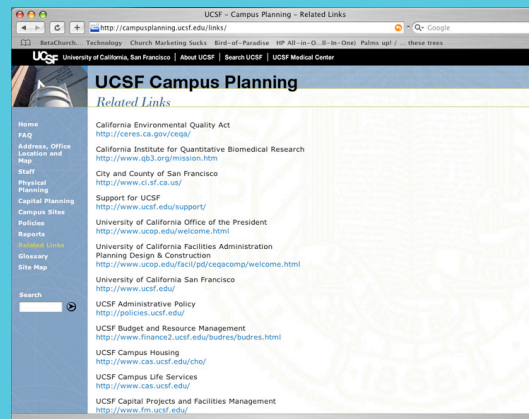 UCSF - Campus Planning - Related Links
http://campusplanning.ucsf.edu/links/
Q- Google
BetaChurch... Technology Church Marketing Sucks Bird-of-Paradise HP All-in-O...ll-In-One) Palms up! / ... these trees
UCSF University of California, San Francisco | About UCSF | Search UCSF | UCSF Medical Center
UCSF Campus Planning
Related Links
Home
FAQ
Address, Office
Location and
Map
Staff
Physical
Planning
Capital Planning
Campus Sites
Policies
Reports
Related Links
Glossary
Site Map
Search
California Environmental Quality Act
http://ceres.ca.gov/ceqa/
California Institute for Quantitative Biomedical Research
http://www.qb3.org/mission.htm
City and County of San Francisco
http://www.ci.sf.ca.us/
Support for UCSF
http://www.ucsf.edu/support/
University of California Office of the President
http://www.ucop.edu/welcome.html
University of California Facilities Administration
Planning Design & Construction
http://www.ucop.edu/facil/pd/ceqacomp/welcome.html
University of California San Francisco
http://www.ucsf.edu/
UCSF Administrative Policy
http://policies.ucsf.edu/
UCSF Budget and Resource Management
http://www.finance2.ucsf.edu/budres/budres.html
UCSF Campus Housing
http://www.cas.ucsf.edu/cho/
UCSF Campus Life Services
http://www.cas.ucsf.edu/
UCSF Capital Projects and Facilities Management
http://www.fm.ucsf.edu/